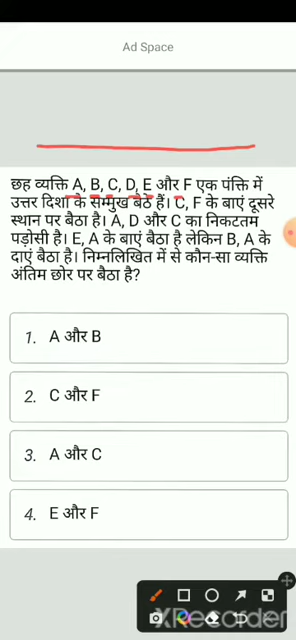 Ad Space
छह व्यक्ति A, B, C, D, E और F एक पंक्ति में
उत्तर दिशा के सम्मुख बैठे हैं। C, F के बाएं दूसरे
स्थान पर बैठा है। A, D और C का निकटतम
पड़ोसी है। E, A के बाएं बैठा है लेकिन B, A के
दाएं बैठा है। निम्नलिखित में से कौन-सा व्यक्ति
अंतिम छोर पर बैठा है?
1. A और B
2. C और F
3. A और C
4. E और F
XRecorder